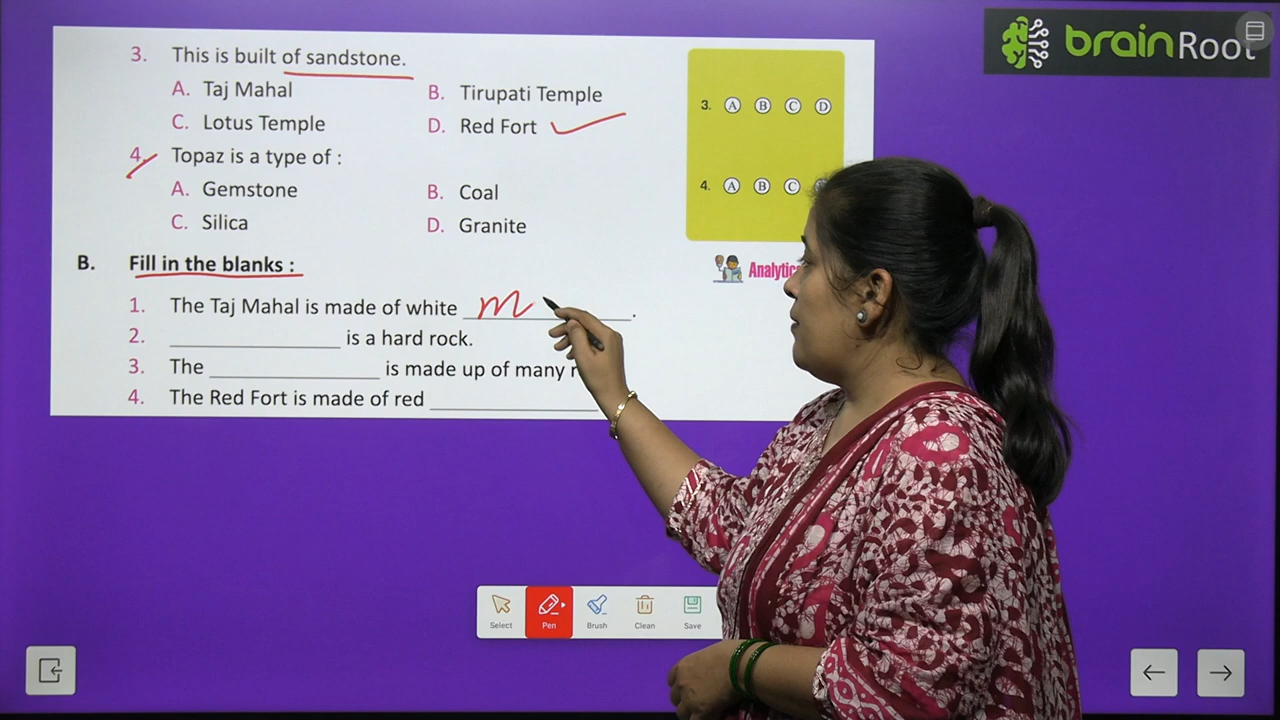 brainRoot
3. This is built of sandstone.
A. Taj Mahal B. Tirupati Temple
C. Lotus Temple D. Red Fort
4. Topaz is a type of :
A. Gemstone B. Coal
C. Silica D. Granite
3. A B C D
4. A B C
B. Fill in the blanks :
1. The Taj Mahal is made of white m.
2. is a hard rock.
3. The is made up of many
4. The Red Fort is made of red
Select Pen Brush Clean Save